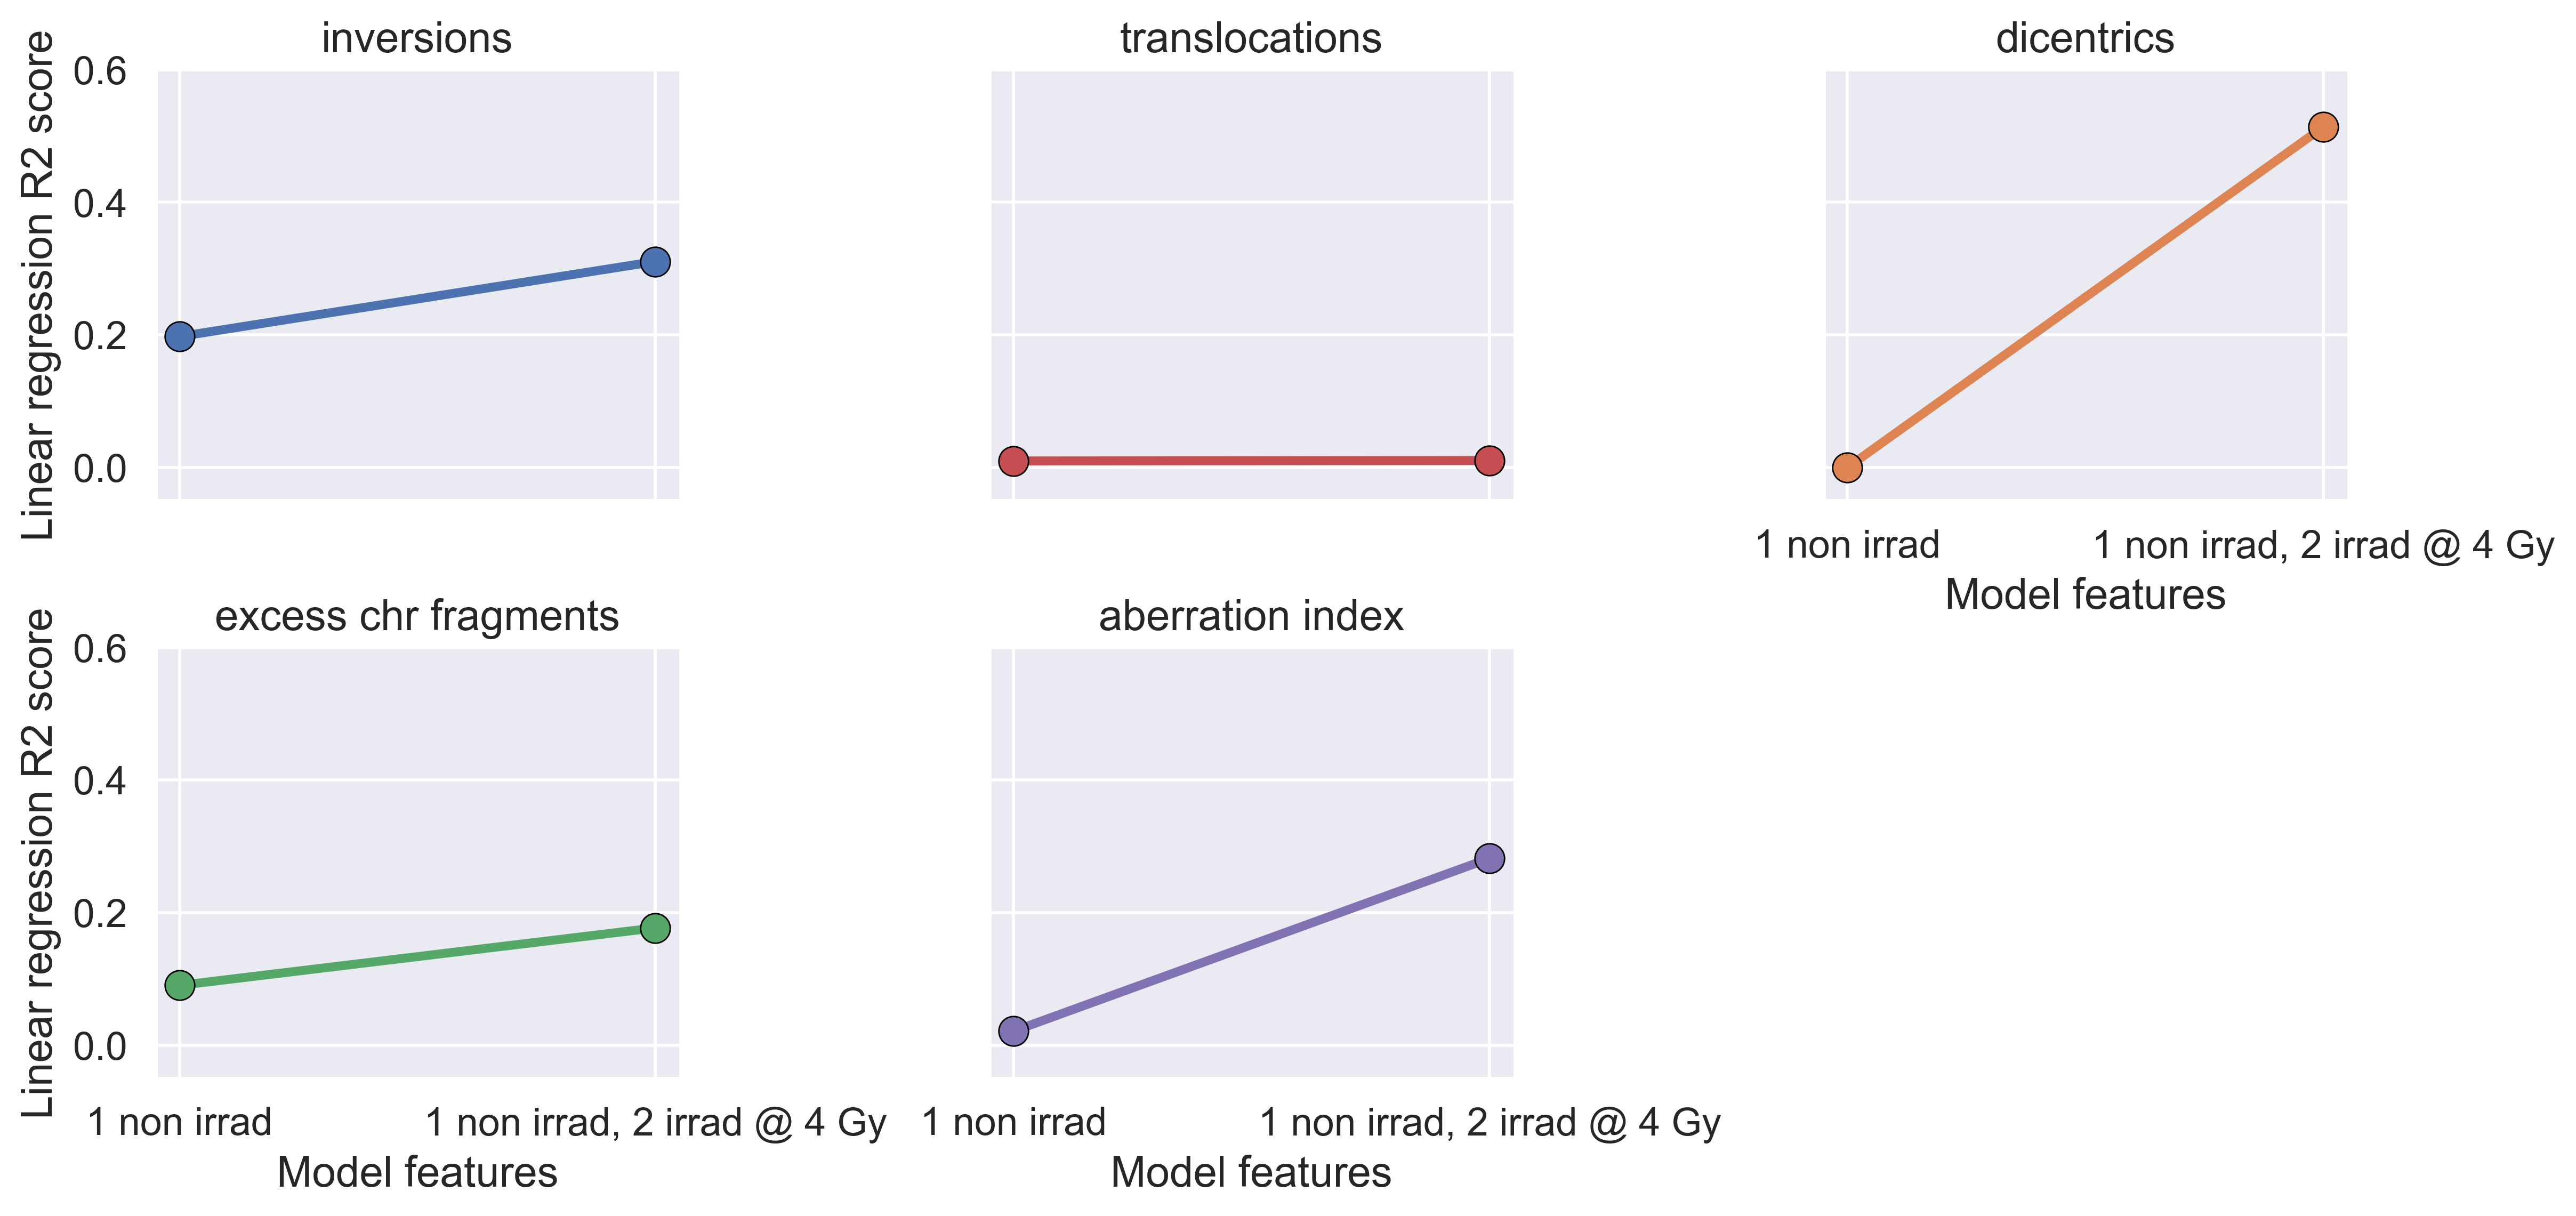 inversions
translocations
dicentrics
Linear regression R2 score
0.6
0.4
0.2
0.0
1 non irrad
1 non irrad, 2 irrad @ 4 Gy
Model features
excess chr fragments
aberration index
Linear regression R2 score
0.6
0.4
0.2
0.0
1 non irrad
1 non irrad, 2 irrad @ 4 Gy
1 non irrad
1 non irrad, 2 irrad @ 4 Gy
Model features
Model features